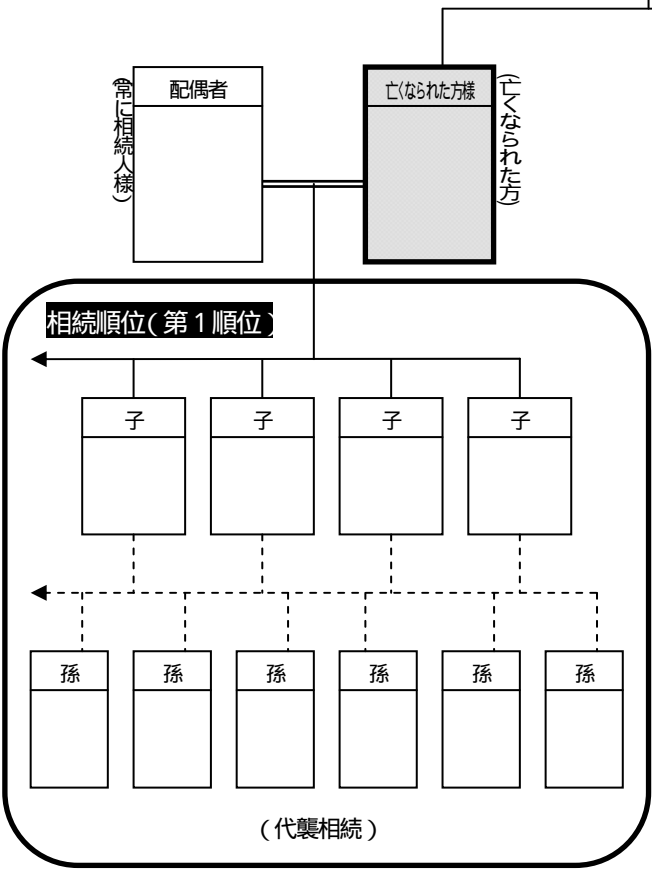 (常に相続人様)
配偶者
亡くなられた方様
(亡くなられた方)
相続順位(第1順位)
子
子
子
子
孫
孫
孫
孫
孫
孫
(代襲相続)